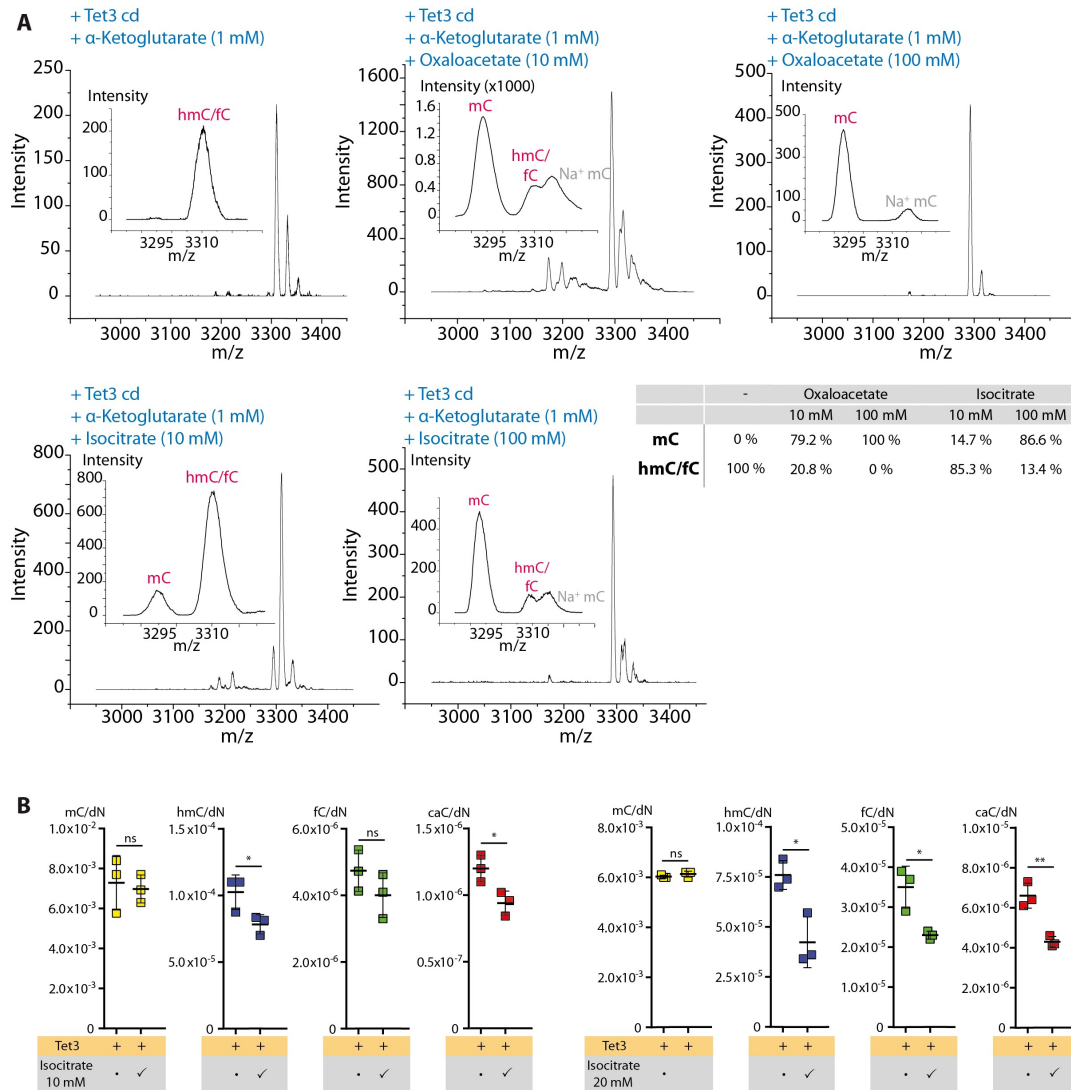 A
+ Tet3 cd
+ α-Ketoglutarate (1 mM)
250
200
150
100
50
0
Intensity
3000 3100 3200 3300 3400
m/z
Intensity
hmC/fC
200
100
0
3295 3310
m/z
+ Tet3 cd
+ α-Ketoglutarate (1 mM)
+ Oxaloacetate (10 mM)
1600
1400
1200
1000
800
600
400
200
0
Intensity
3000 3100 3200 3300 3400
m/z
Intensity (x1000)
mC
hmC/
fC
Na⁺ mC
1.6
1.2
0.8
0.4
0
3295 3310
m/z
+ Tet3 cd
+ α-Ketoglutarate (1 mM)
+ Oxaloacetate (100 mM)
500
400
300
200
100
0
Intensity
3000 3100 3200 3300 3400
m/z
Intensity
mC
Na⁺ mC
500
300
100
0
3295 3310
m/z
+ Tet3 cd
+ α-Ketoglutarate (1 mM)
+ Isocitrate (10 mM)
800
700
600
500
400
300
200
100
0
Intensity
3000 3100 3200 3300 3400
m/z
Intensity
hmC/fC
mC
800
600
400
200
0
3295 3310
m/z
+ Tet3 cd
+ α-Ketoglutarate (1 mM)
+ Isocitrate (100 mM)
550
500
400
300
200
100
0
Intensity
3000 3100 3200 3300 3400
m/z
Intensity
mC
hmC/
fC
Na⁺ mC
400
200
0
3295 3310
m/z
- Oxaloacetate Isocitrate
10 mM 100 mM 10 mM 100 mM
mC 0 % 79.2 % 100 % 14.7 % 86.6 %
hmC/fC 100 % 20.8 % 0 % 85.3 % 13.4 %
B
mC/dN
1.0x10⁻²
8.0x10⁻³
6.0x10⁻³
4.0x10⁻³
2.0x10⁻³
0
ns
hmC/dN
1.5x10⁻⁴
1.0x10⁻⁴
5.0x10⁻⁵
0
*
fC/dN
6.0x10⁻⁶
4.0x10⁻⁶
2.0x10⁻⁶
0
ns
caC/dN
1.5x10⁻⁶
1.0x10⁻⁶
0.5x10⁻⁷
0
*
Tet3 + + + + + + + +
Isocitrate
10 mM · ✓ · ✓ · ✓ · ✓
mC/dN
8.0x10⁻³
6.0x10⁻³
4.0x10⁻³
2.0x10⁻³
0
ns
hmC/dN
1.0x10⁻⁴
7.5x10⁻⁵
5.0x10⁻⁵
2.5x10⁻⁵
0
*
fC/dN
5.0x10⁻⁵
4.0x10⁻⁵
3.0x10⁻⁵
2.0x10⁻⁵
1.0x10⁻⁵
0
*
caC/dN
1.0x10⁻⁵
8.0x10⁻⁶
6.0x10⁻⁶
4.0x10⁻⁶
2.0x10⁻⁶
0
**
Tet3 + + + + + + + +
Isocitrate
20 mM · · ✓ · ✓ · ✓